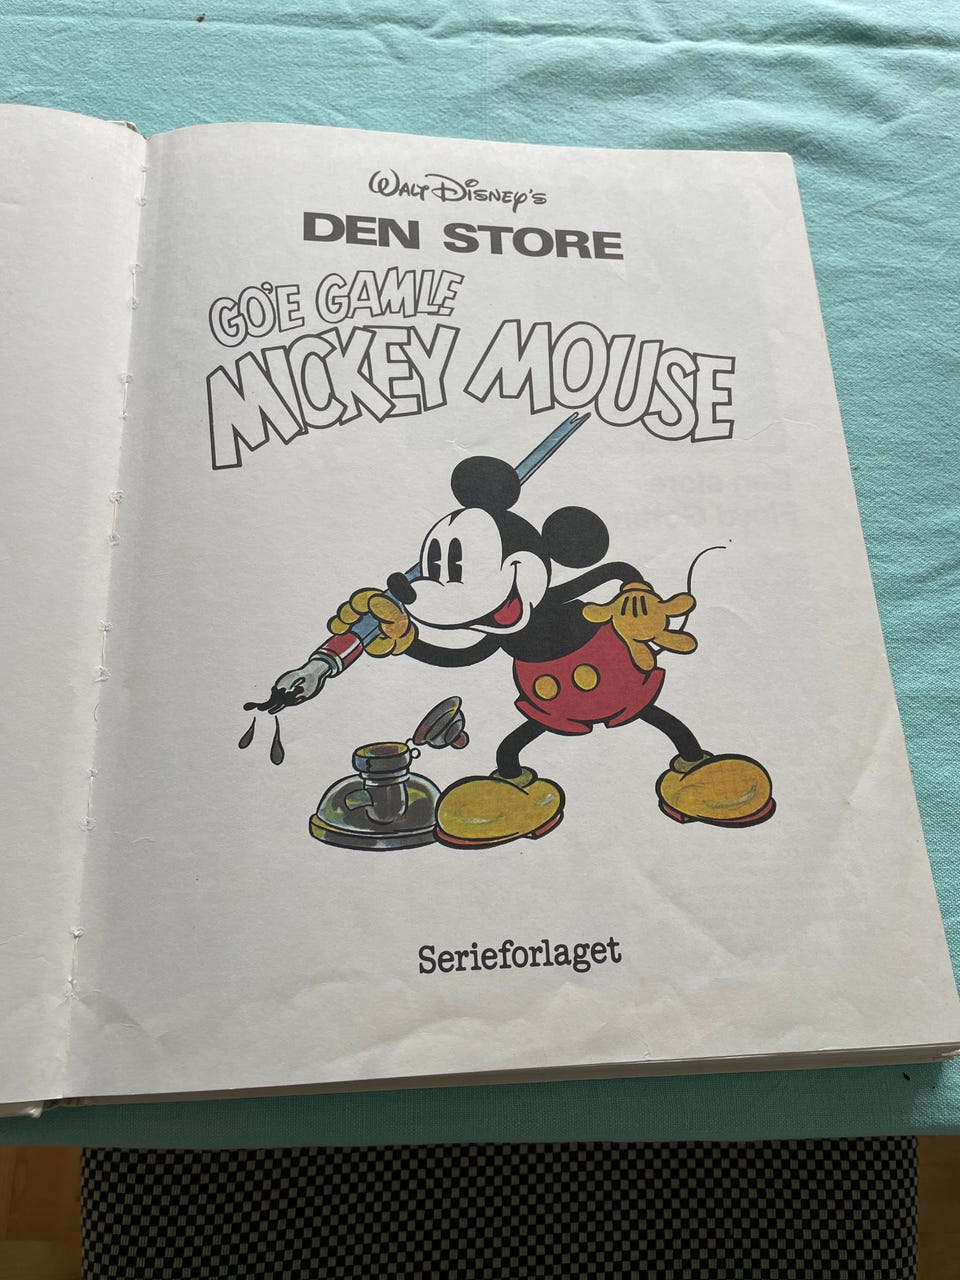 WALT DISNEY'S
DEN STORE
GO'E GAMLE
MICKEY MOUSE
Serieforlaget